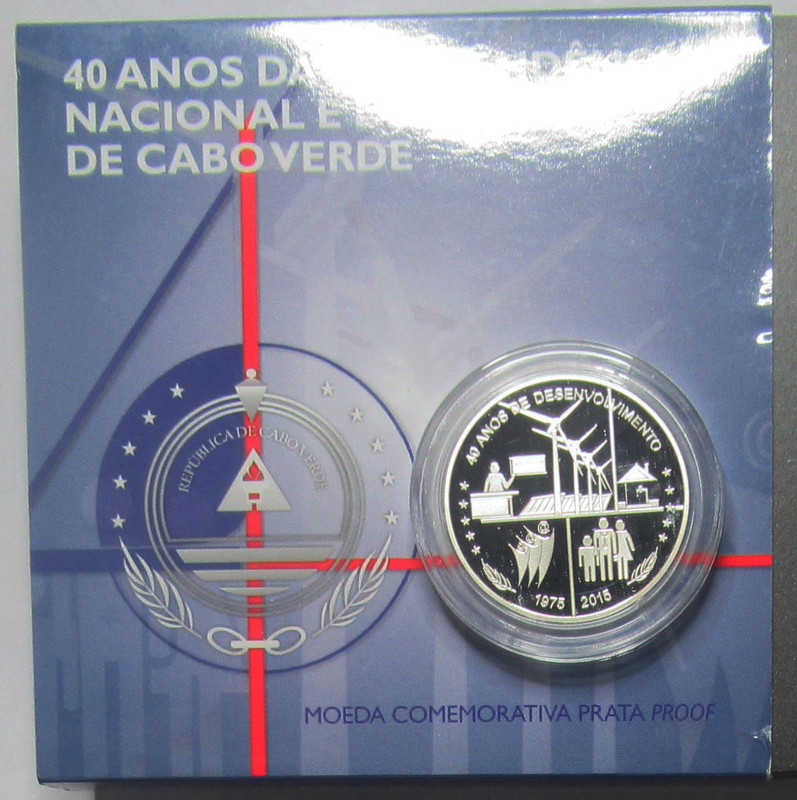 40 ANOS DA
NACIONAL E
DE CABO VERDE
REPÚBLICA DE CABO VERDE
40 ANOS DE DESENVOLVIMENTO
1975 2015
MOEDA COMEMORATIVA PRATA PROOF